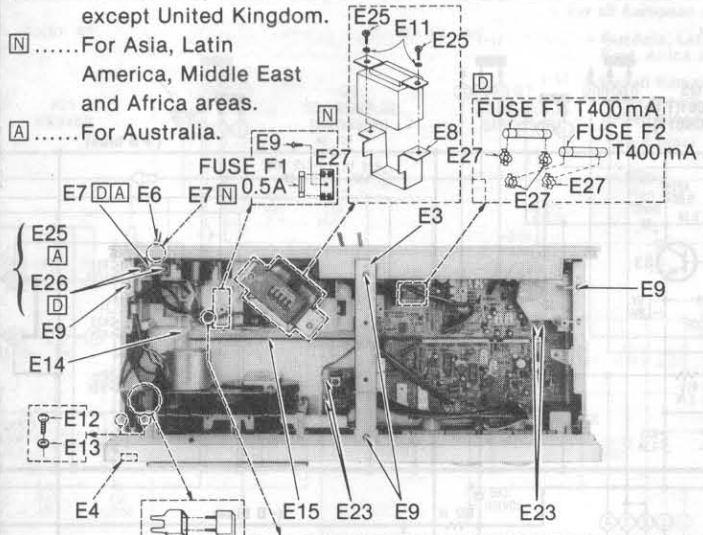 except United Kingdom.
[N] ......For Asia, Latin
America, Middle East
and Africa areas.
[A] ......For Australia.
E25
E11
E25
[N]
E8
[D]
FUSE F1 T400mA
FUSE F2
T400mA
E27
E27
E27
E27
E9
FUSE F1
0.5A
E27
E7 [D][A]
E6
E7 [N]
E3
E25
[A]
E26
[D]
E9
E9
E14
E12
E13
E4
E15
E23
E9
E23